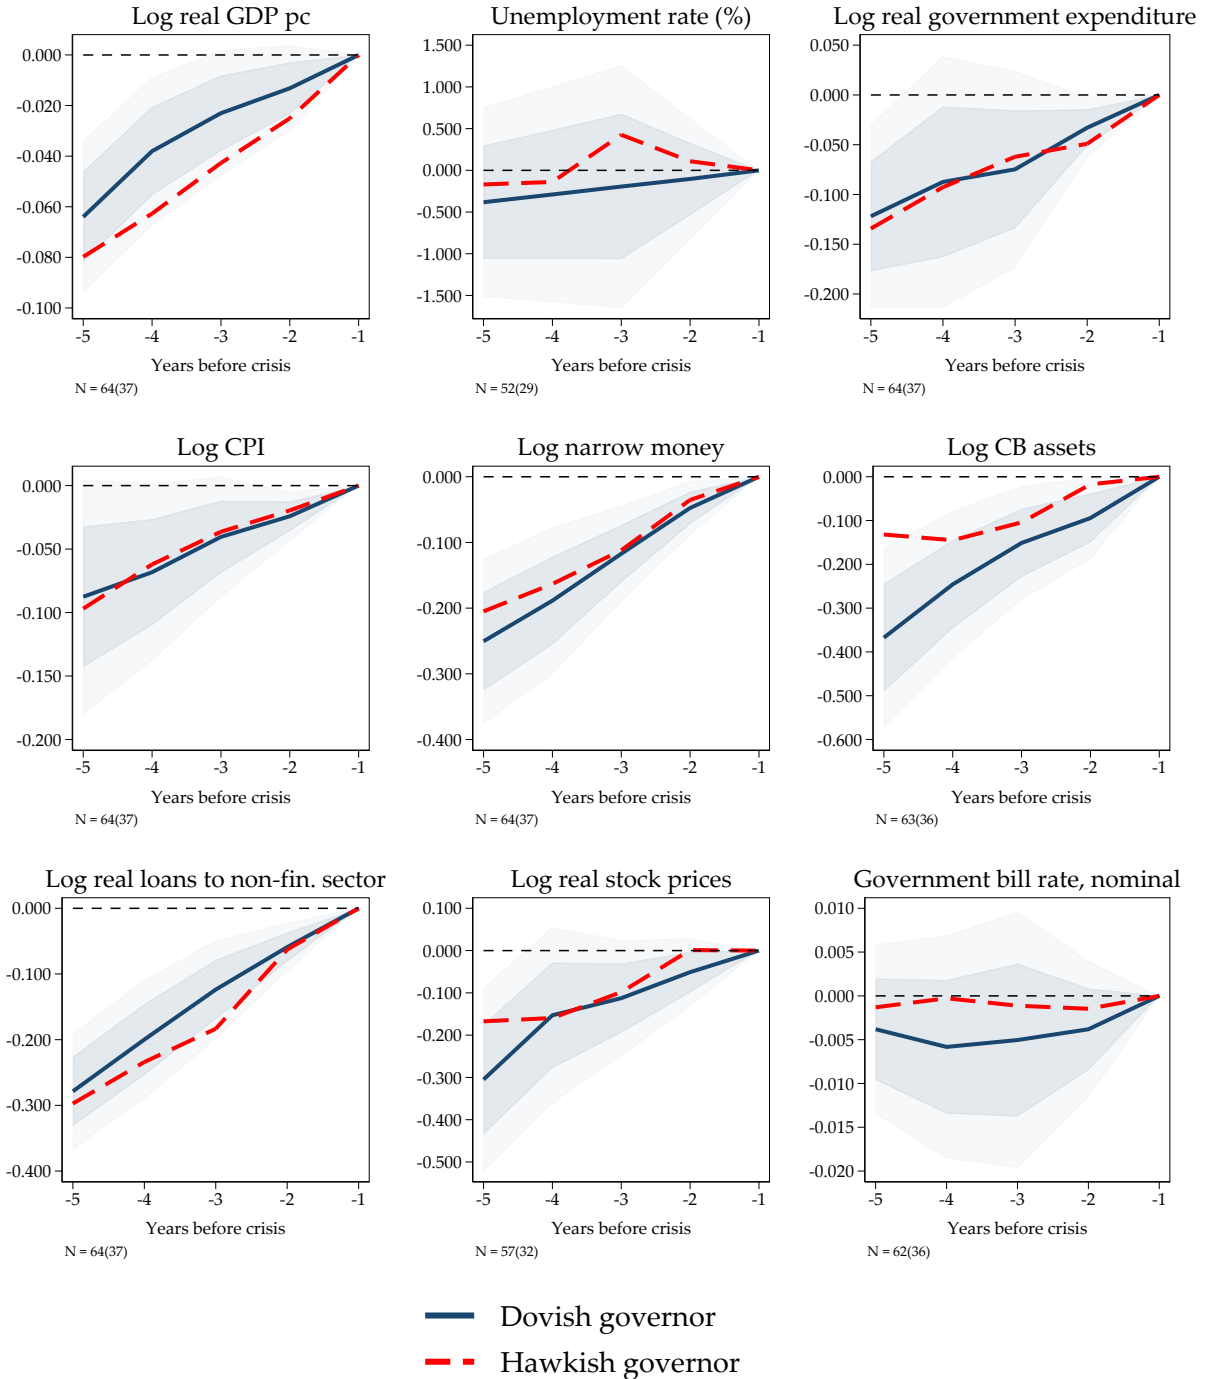 Log real GDP pc
0.000
-0.020
-0.040
-0.060
-0.080
-0.100
-5 -4 -3 -2 -1
Years before crisis
N = 64(37)
Unemployment rate (%)
1.500
1.000
0.500
0.000
-0.500
-1.000
-1.500
-5 -4 -3 -2 -1
Years before crisis
N = 52(29)
Log real government expenditure
0.050
0.000
-0.050
-0.100
-0.150
-0.200
-5 -4 -3 -2 -1
Years before crisis
N = 64(37)
Log CPI
0.000
-0.050
-0.100
-0.150
-0.200
-5 -4 -3 -2 -1
Years before crisis
N = 64(37)
Log narrow money
0.000
-0.100
-0.200
-0.300
-0.400
-5 -4 -3 -2 -1
Years before crisis
N = 64(37)
Log CB assets
0.000
-0.100
-0.200
-0.300
-0.400
-0.500
-0.600
-5 -4 -3 -2 -1
Years before crisis
N = 63(36)
Log real loans to non-fin. sector
0.000
-0.100
-0.200
-0.300
-0.400
-5 -4 -3 -2 -1
Years before crisis
N = 64(37)
Log real stock prices
0.100
0.000
-0.100
-0.200
-0.300
-0.400
-0.500
-5 -4 -3 -2 -1
Years before crisis
N = 57(32)
Government bill rate, nominal
0.010
0.005
0.000
-0.005
-0.010
-0.015
-0.020
-5 -4 -3 -2 -1
Years before crisis
N = 62(36)
Dovish governor
Hawkish governor